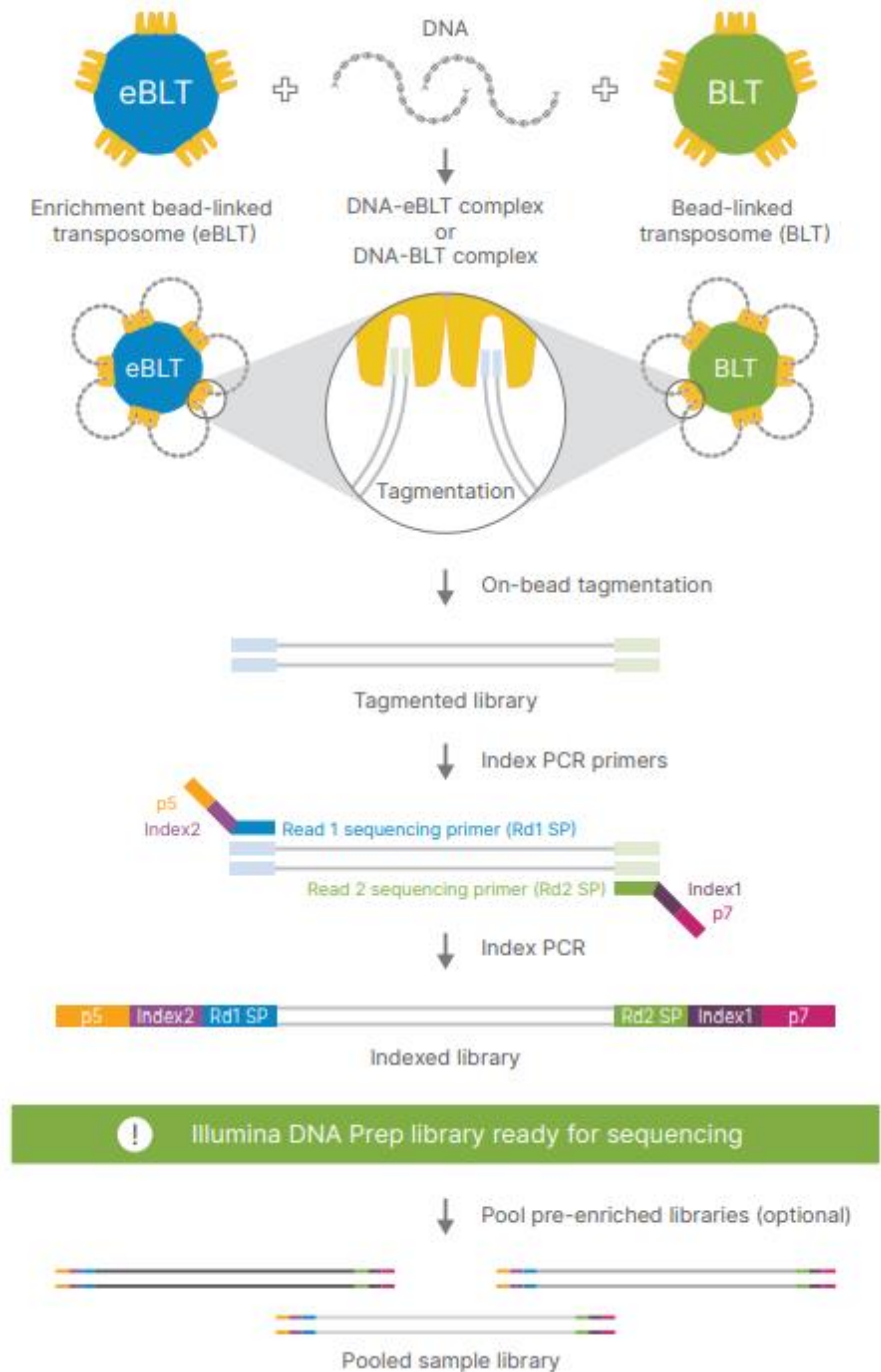 eBLT
DNA
BLT
Enrichment bead-linked
transposome (eBLT)
DNA-eBLT complex
or
DNA-BLT complex
Bead-linked
transposome (BLT)
eBLT
BLT
Tagmentation
On-bead tagmentation
Tagmented library
Index PCR primers
p5
Index2
Read 1 sequencing primer (Rd1 SP)
Read 2 sequencing primer (Rd2 SP)
Index1
p7
Index PCR
p5 Index2 Rd1 SP Rd2 SP Index1 p7
Indexed library
! Illumina DNA Prep library ready for sequencing
Pool pre-enriched libraries (optional)
Pooled sample library